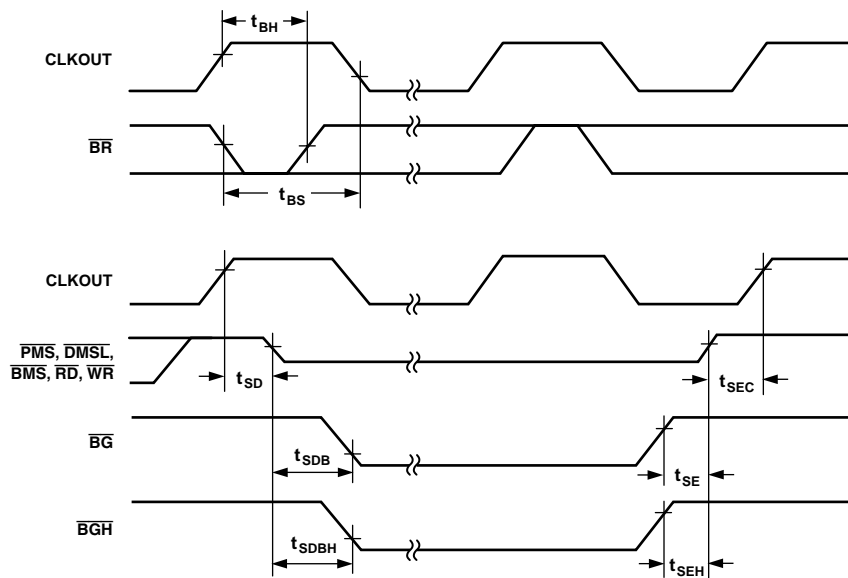 tBH
CLKOUT
BR
tBS
CLKOUT
PMS, DMSL,
BMS, RD, WR
tSD
tSEC
BG
tSDB
tSE
BGH
tSDBH
tSEH